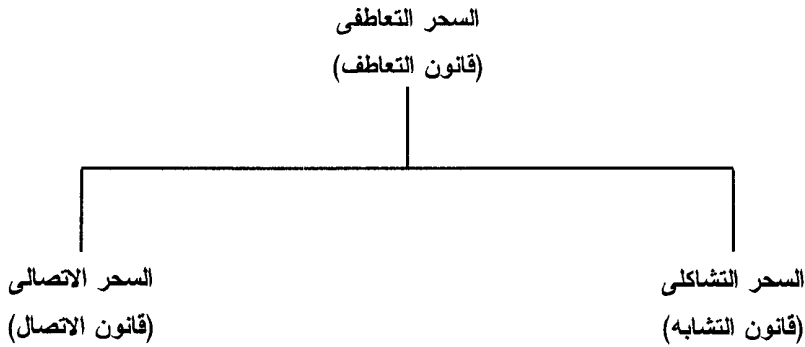 السحر التعاطفى
(قانون التعاطف)
السحر التشاكلى
(قانون التشابه)
السحر الاتصالى
(قانون الاتصال)